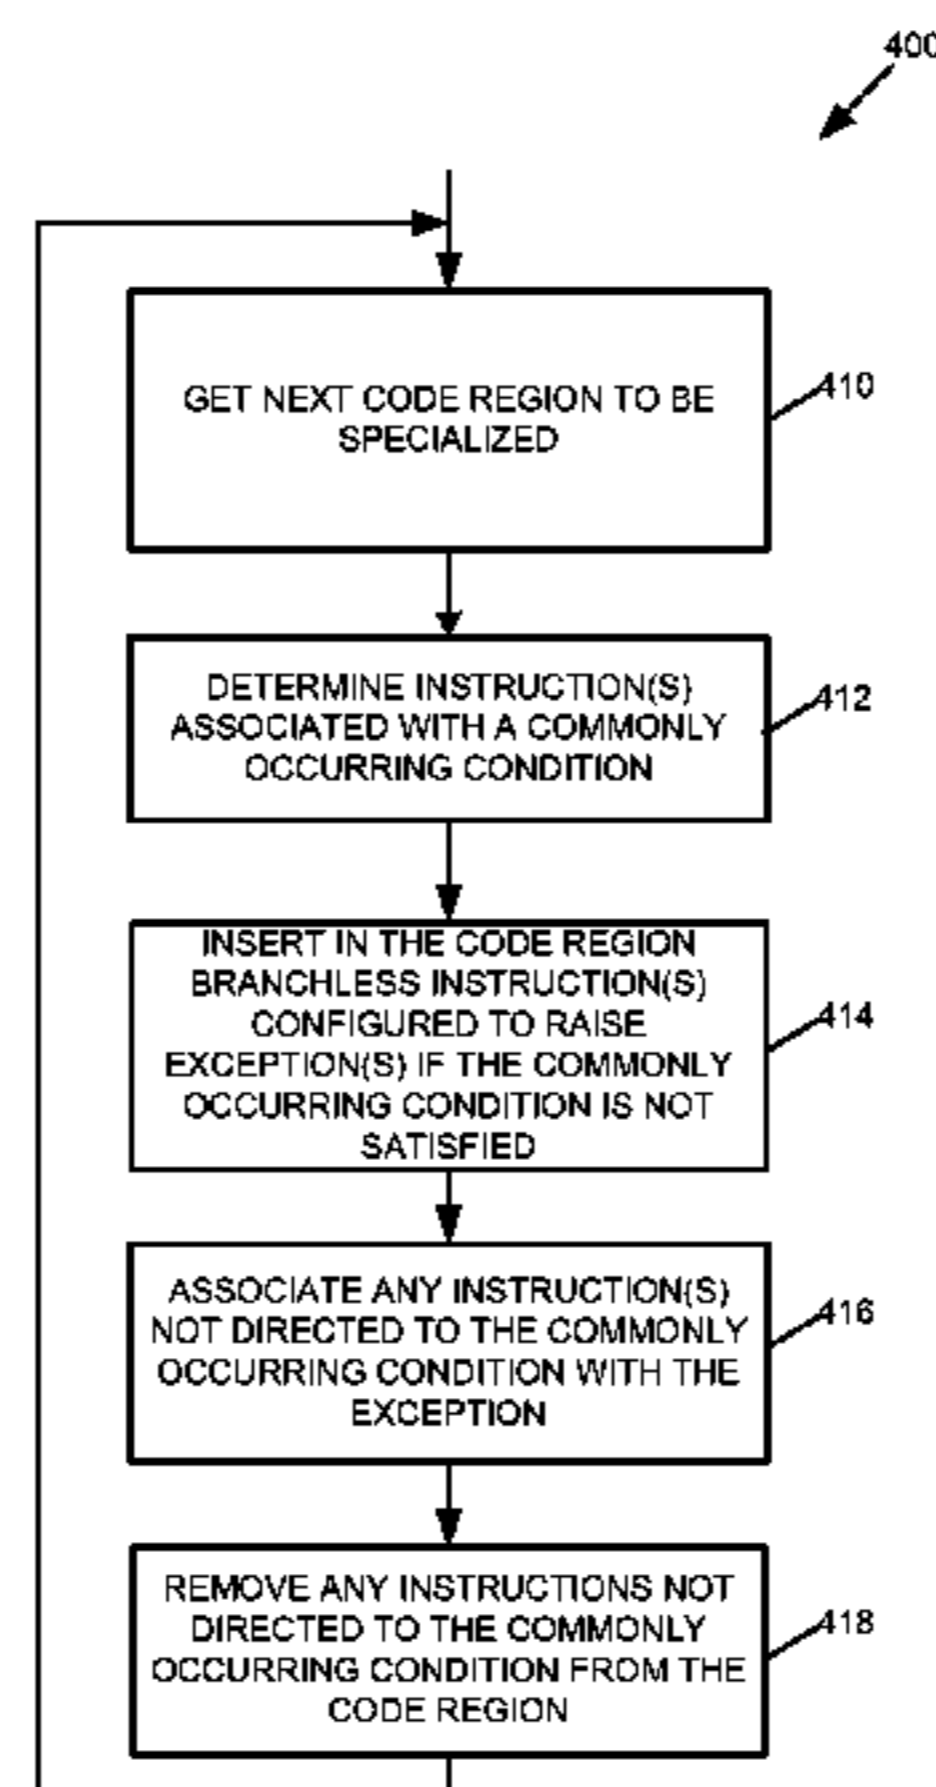 400
GET NEXT CODE REGION TO BE
SPECIALIZED
410
DETERMINE INSTRUCTION(S)
ASSOCIATED WITH A COMMONLY
OCCURRING CONDITION
412
INSERT IN THE CODE REGION
BRANCHLESS INSTRUCTION(S)
CONFIGURED TO RAISE
EXCEPTION(S) IF THE COMMONLY
OCCURRING CONDITION IS NOT
SATISFIED
414
ASSOCIATE ANY INSTRUCTION(S)
NOT DIRECTED TO THE COMMONLY
OCCURRING CONDITION WITH THE
EXCEPTION
416
REMOVE ANY INSTRUCTIONS NOT
DIRECTED TO THE COMMONLY
OCCURRING CONDITION FROM THE
CODE REGION
418